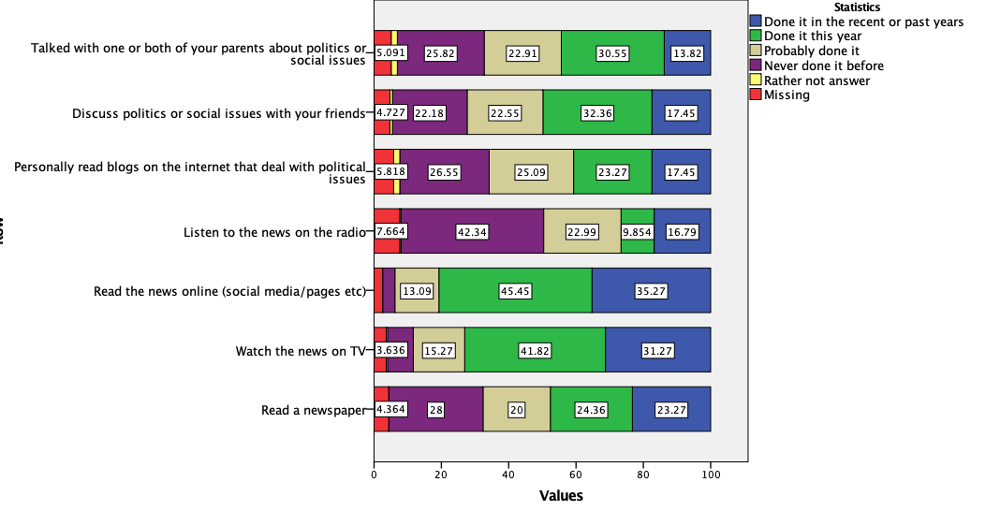 Statistics
Done it in the recent or past years
Done it this year
Probably done it
Never done it before
Rather not answer
Missing
Talked with one or both of your parents about politics or
social issues
5.091 25.82 22.91 30.55 13.82
Discuss politics or social issues with your friends
4.727 22.18 22.55 32.36 17.45
Personally read blogs on the internet that deal with political
issues
5.818 26.55 25.09 23.27 17.45
Listen to the news on the radio
7.664 42.34 22.99 9.854 16.79
Read the news online (social media/pages etc)
13.09 45.45 35.27
Watch the news on TV
3.636 15.27 41.82 31.27
Read a newspaper
4.364 28 20 24.36 23.27
0 20 40 60 80 100
Values